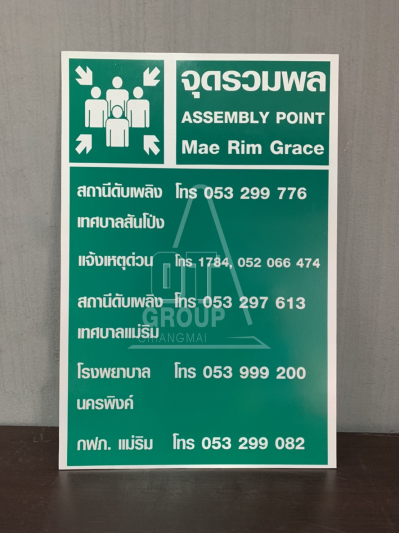 จุดรวมพล
ASSEMBLY POINT
Mae Rim Grace
สถานีดับเพลิง โทร 053 299 776
เทศบาลสันโป่ง
แจ้งเหตุด่วน โทร 1784, 052 066 474
สถานีดับเพลิง โทร 053 297 613
เทศบาลแม่ริม
โรงพยาบาล โทร 053 999 200
นครพิงค์
กฟภ. แม่ริม โทร 053 299 082
QT
GROUP
CHIANGMAI